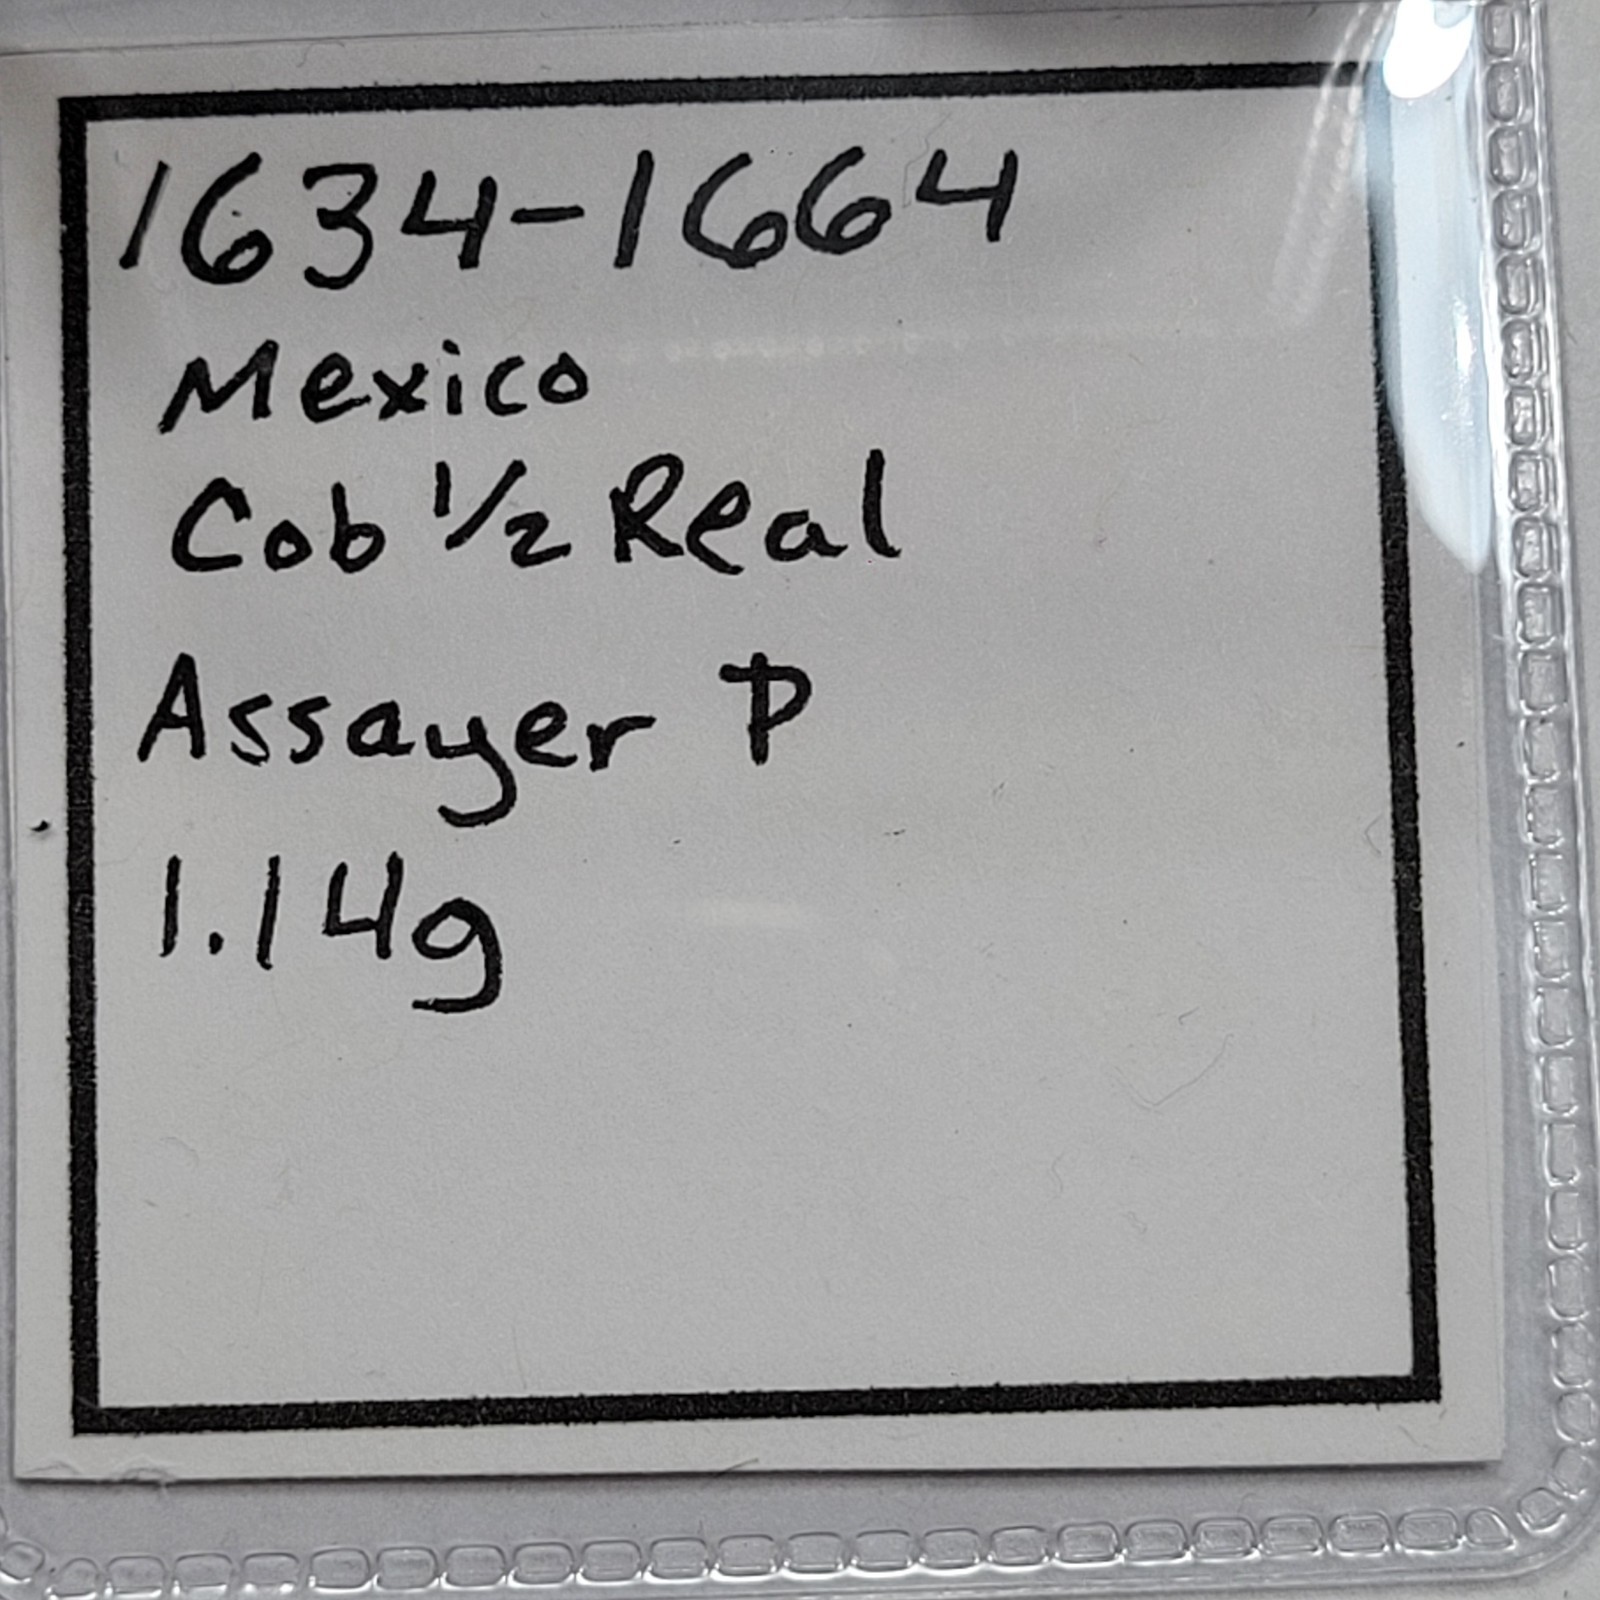 1634-1664
Mexico
Cob 1/2 Real
Assayer P
1.14g